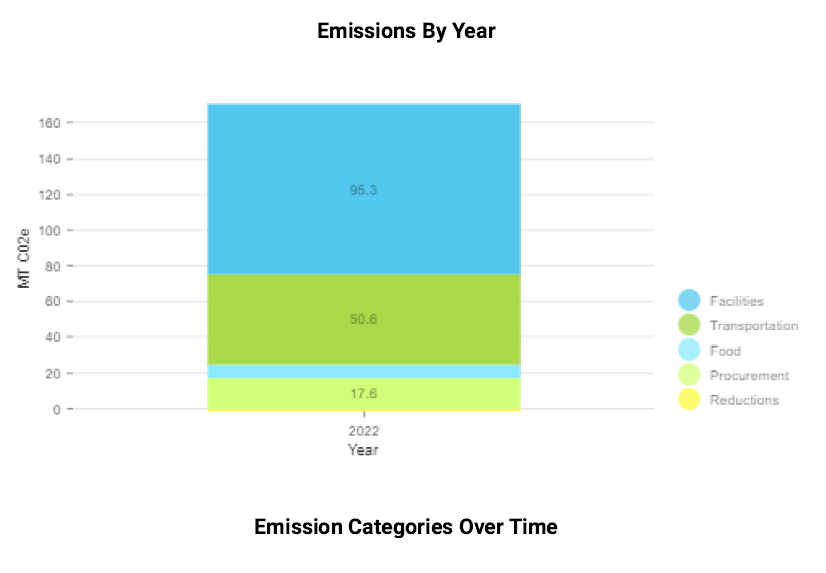 Emissions By Year
160
140
120
100
80
60
40
20
0
MT C02e
95.3
50.6
17.6
2022
Year
Facilities
Transportation
Food
Procurement
Reductions
Emission Categories Over Time